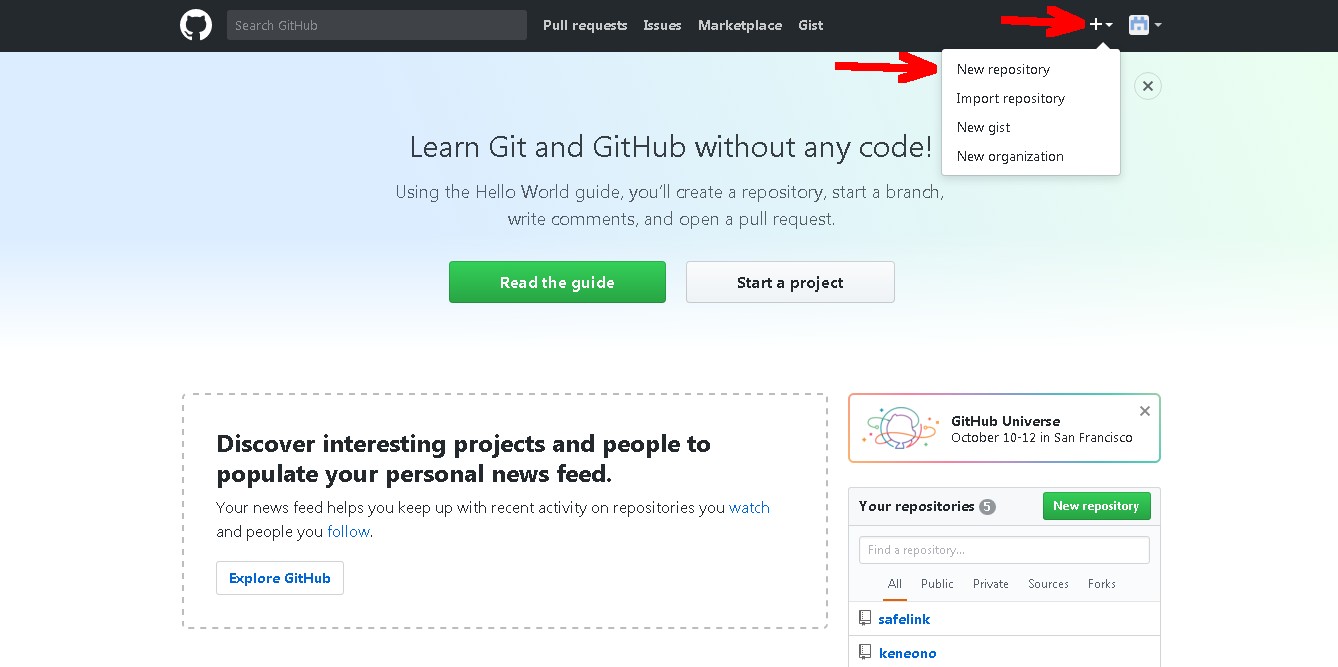 Search GitHub
Pull requests Issues Marketplace Gist
New repository
Import repository
New gist
New organization
Learn Git and GitHub without any code!
Using the Hello World guide, you’ll create a repository, start a branch,
write comments, and open a pull request.
Read the guide
Start a project
Discover interesting projects and people to
populate your personal news feed.
Your news feed helps you keep up with recent activity on repositories you watch
and people you follow.
Explore GitHub
GitHub Universe
October 10-12 in San Francisco
Your repositories 5
New repository
Find a repository...
All Public Private Sources Forks
safelink
keneono